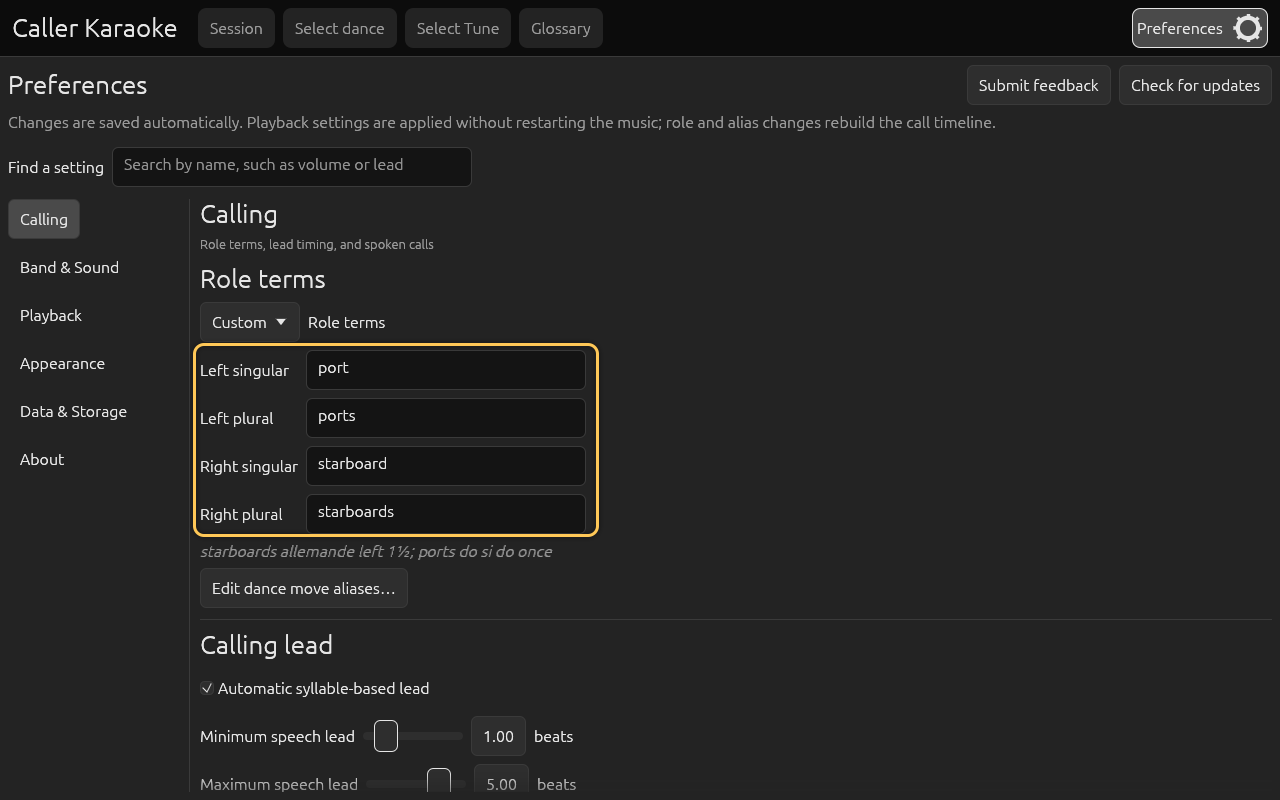 Caller Karaoke Session Select dance Select Tune Glossary Preferences
Preferences Submit feedback Check for updates
Changes are saved automatically. Playback settings are applied without restarting the music; role and alias changes rebuild the call timeline.
Find a setting Search by name, such as volume or lead
Calling
Band & Sound
Playback
Appearance
Data & Storage
About
Calling
Role terms, lead timing, and spoken calls
Role terms
Custom Role terms
Left singular port
Left plural ports
Right singular starboard
Right plural starboards
starboards allemande left 1½; ports do si do once
Edit dance move aliases…
Calling lead
Automatic syllable-based lead
Minimum speech lead 1.00 beats
Maximum speech lead 5.00 beats